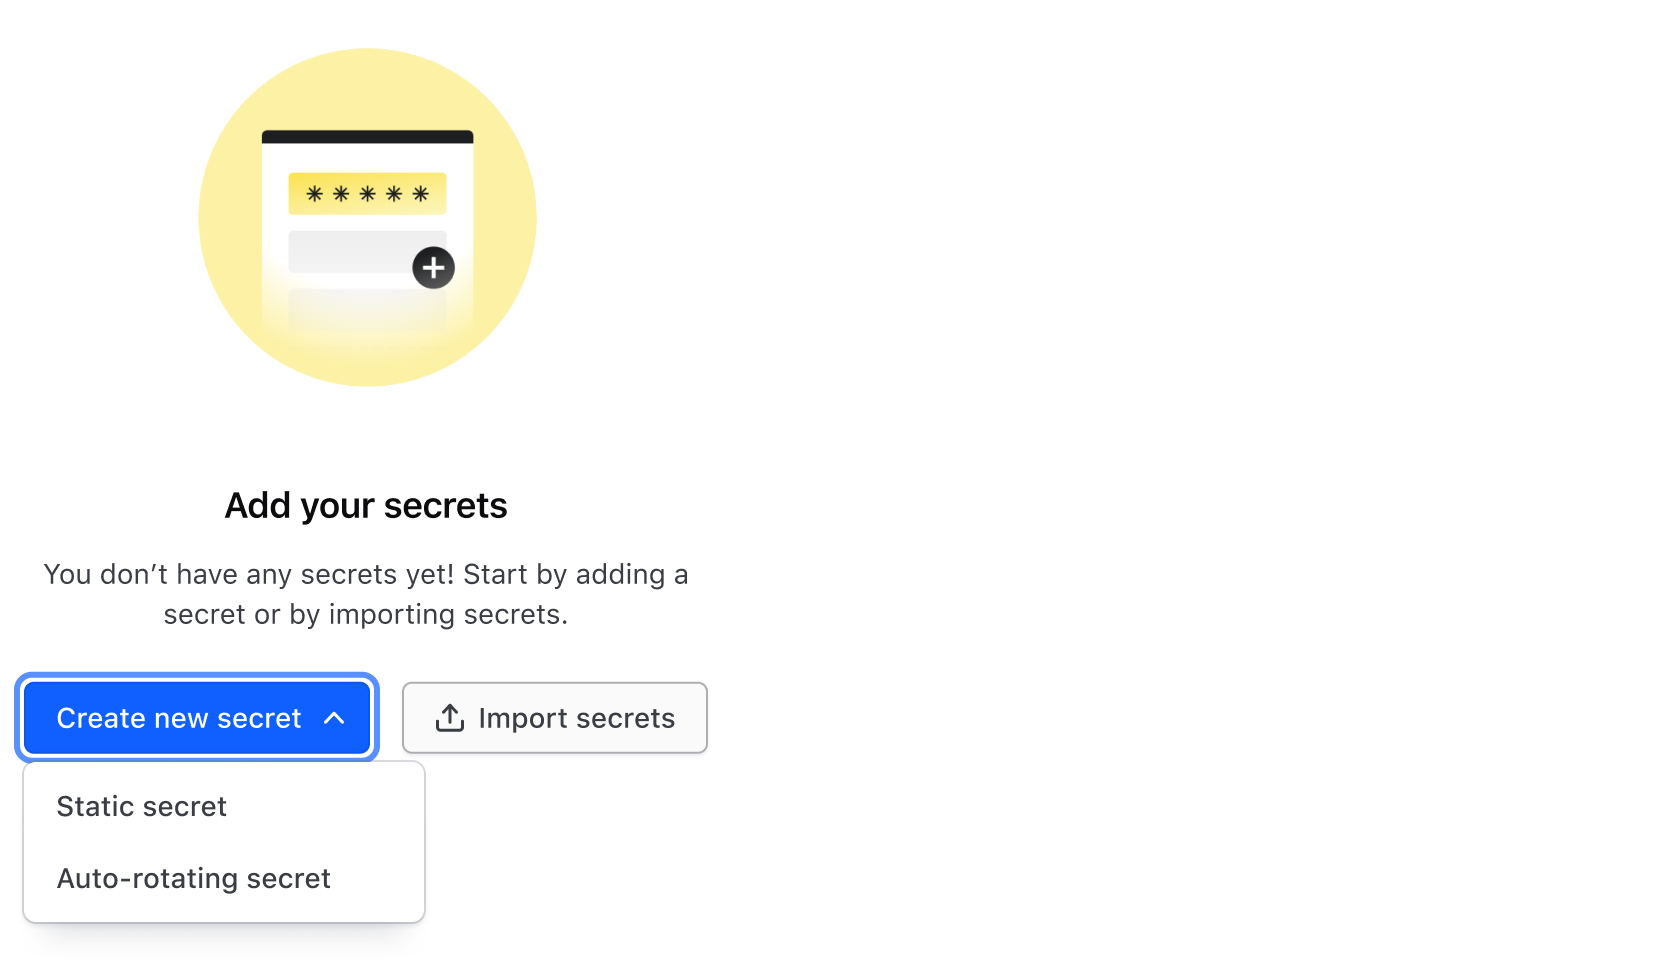 * * * * *
Add your secrets
You don’t have any secrets yet! Start by adding a
secret or by importing secrets.
Create new secret
Import secrets
Static secret
Auto-rotating secret